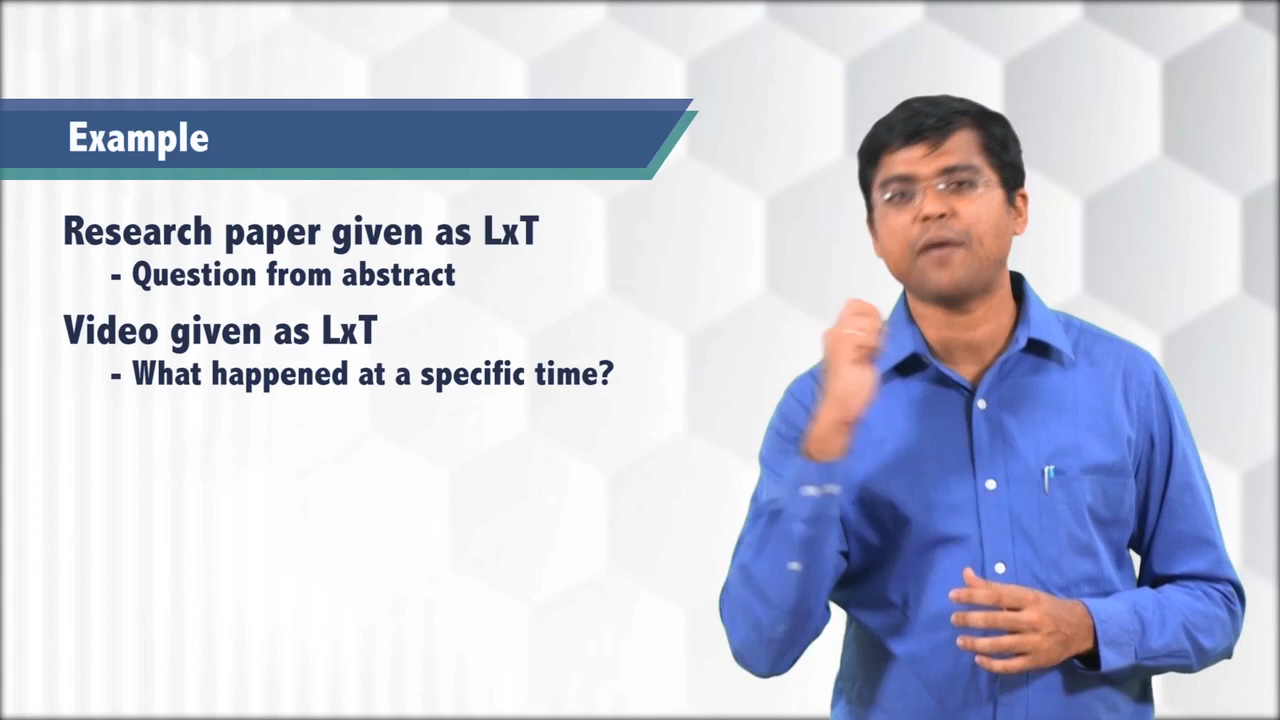 Example
Research paper given as LxT
- Question from abstract
Video given as LxT
- What happened at a specific time?